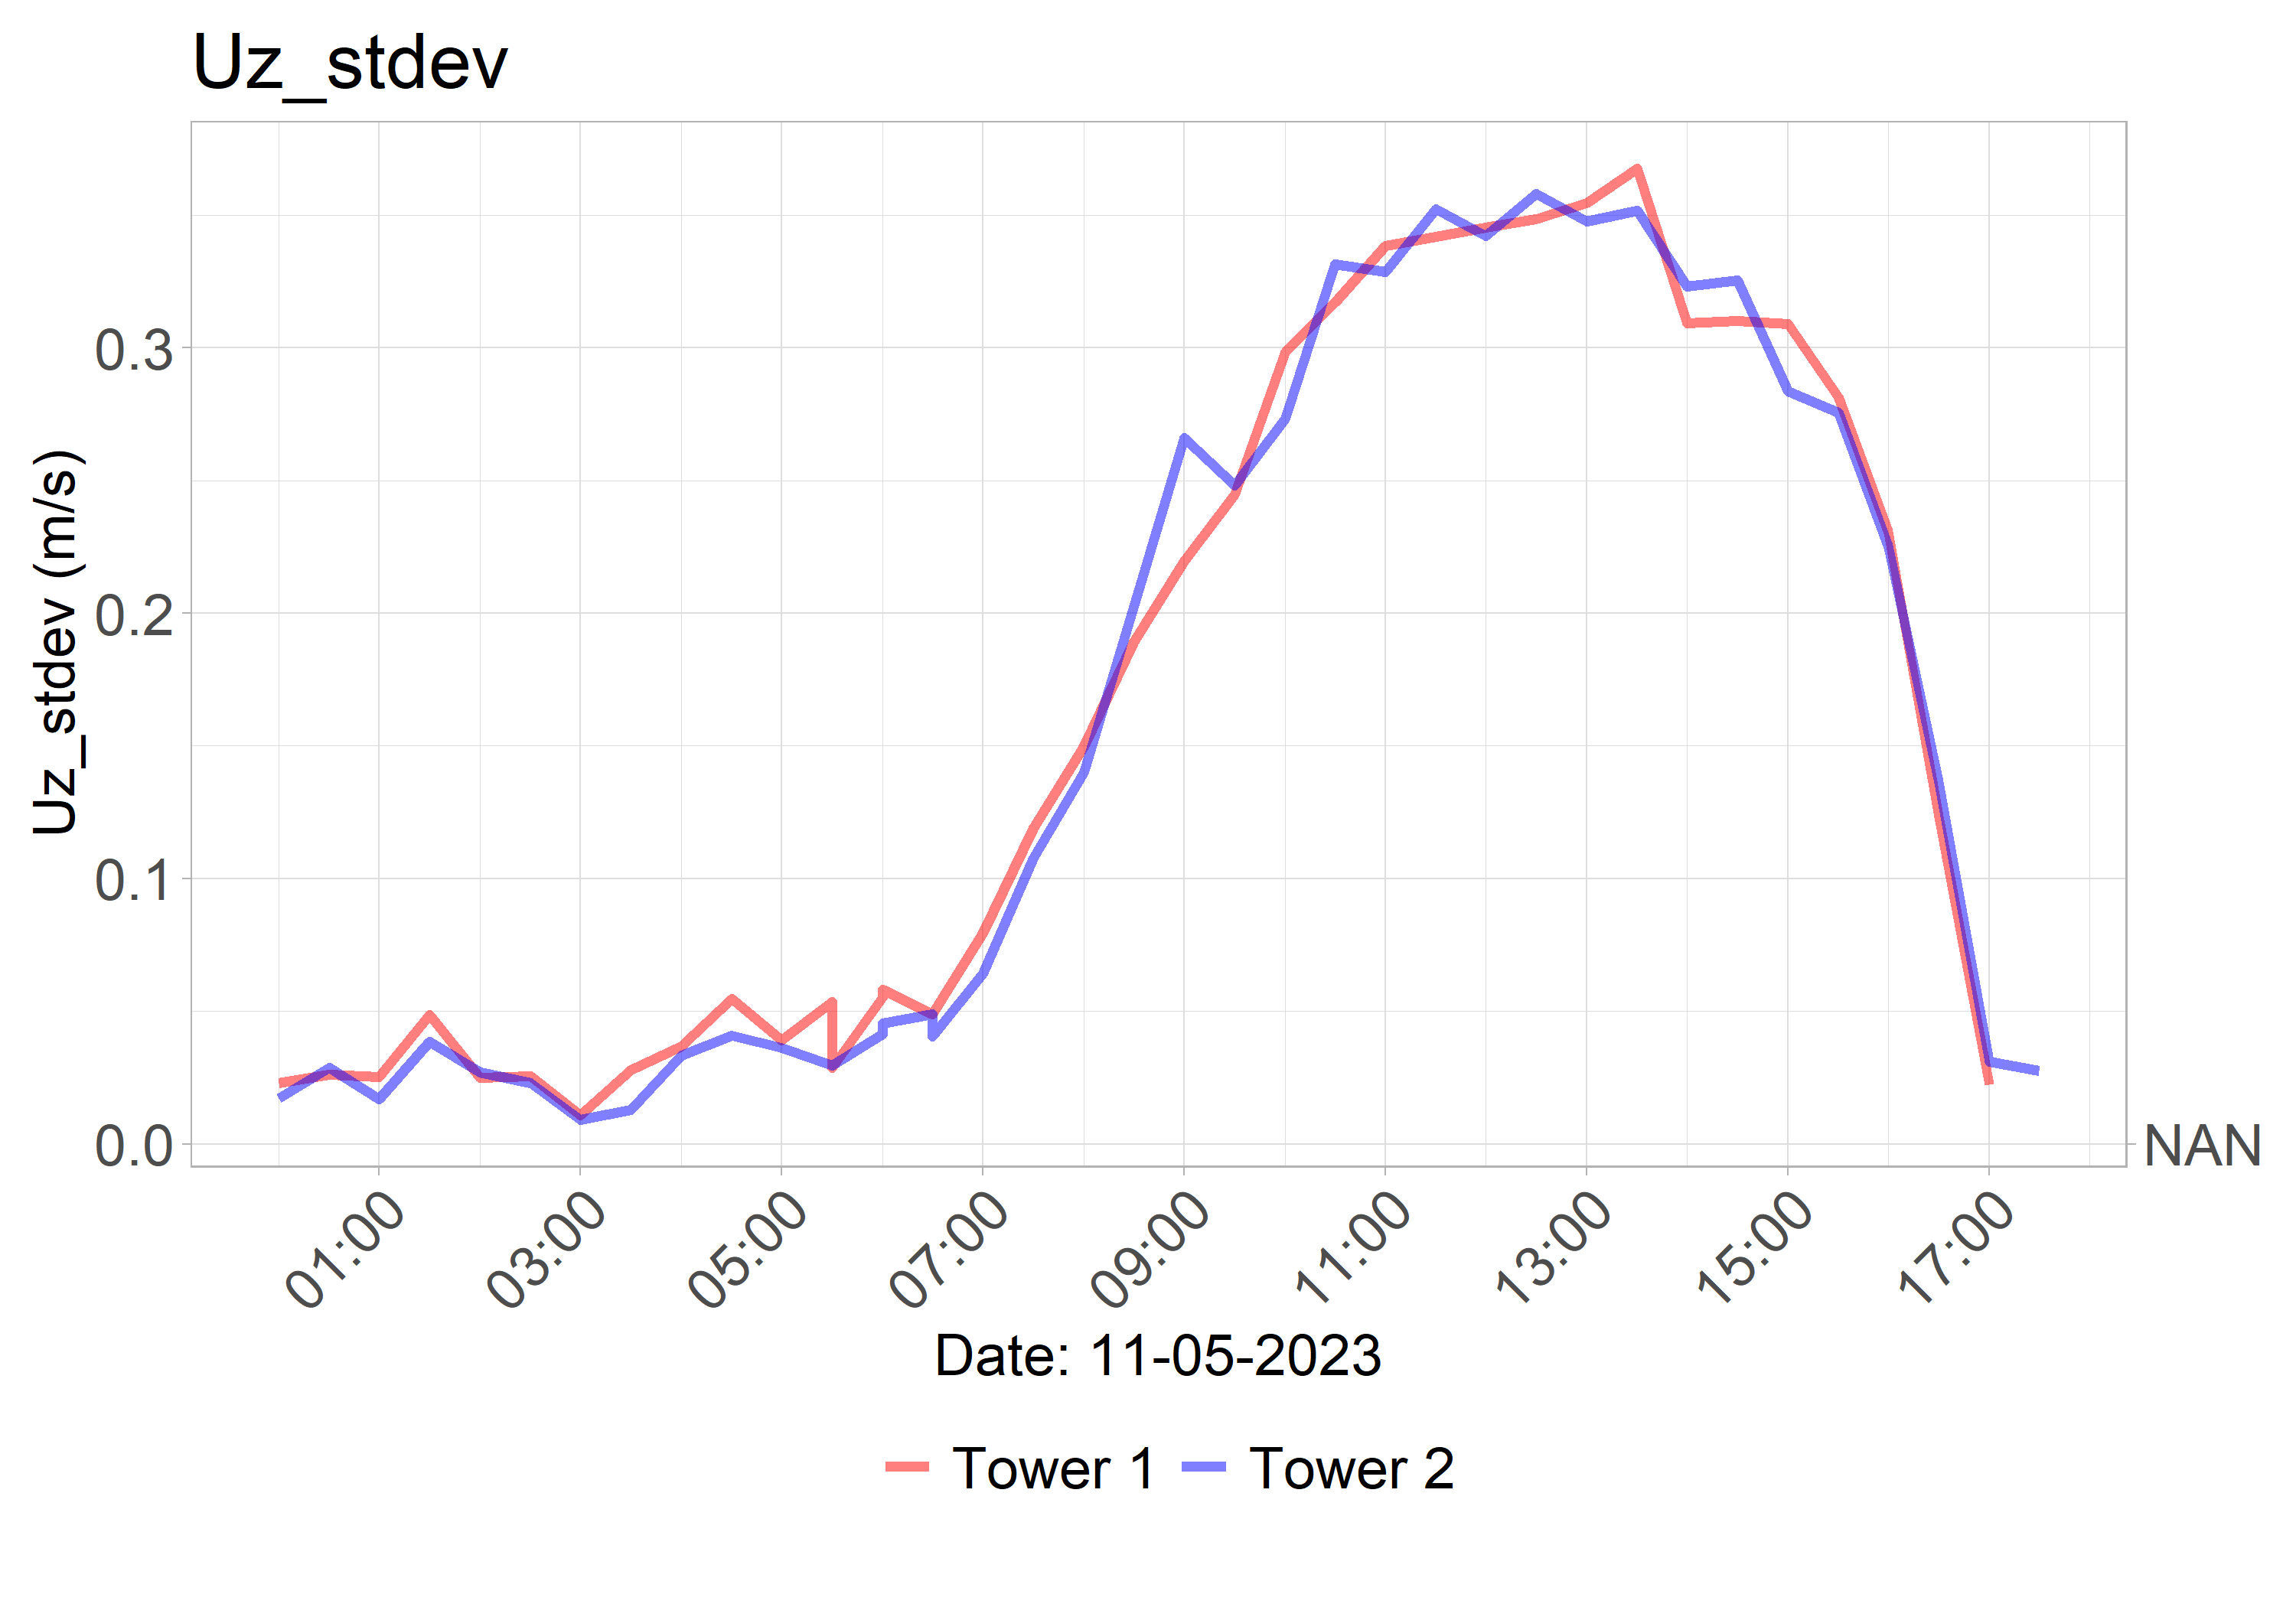 Uz_stdev
Uz_stdev (m/s)
0.3
0.2
0.1
0.0
NAN
01:00 03:00 05:00 07:00 09:00 11:00 13:00 15:00 17:00
Date: 11-05-2023
Tower 1 Tower 2